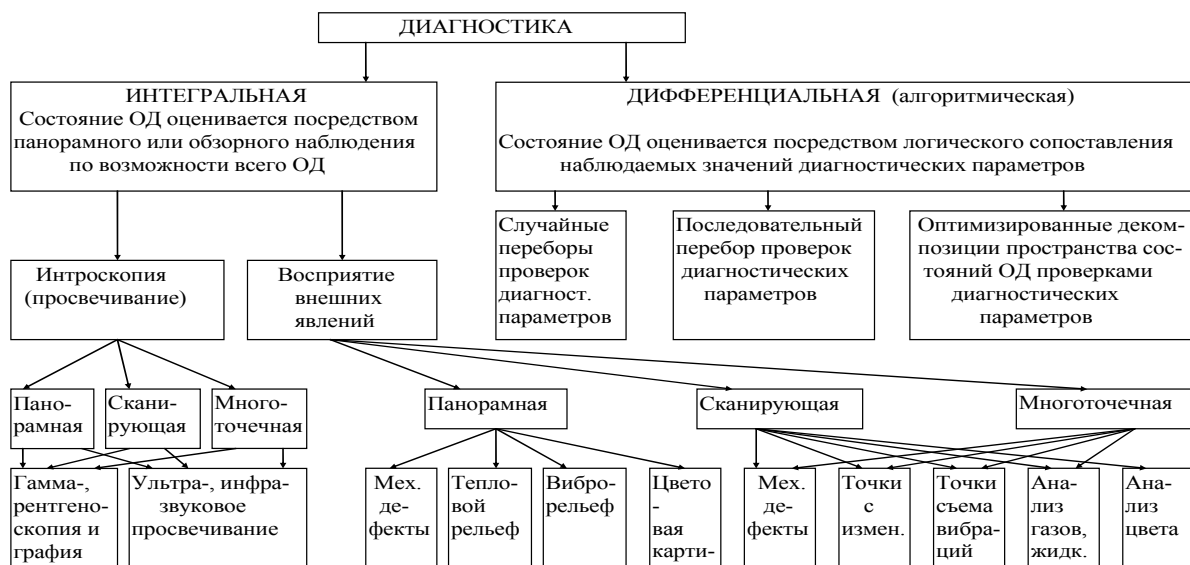 ДИАГНОСТИКА
ИНТЕГРАЛЬНАЯ
Состояние ОД оценивается посредством
панорамного или обзорного наблюдения
по возможности всего ОД
ДИФФЕРЕНЦИАЛЬНАЯ (алгоритмическая)
Состояние ОД оценивается посредством логического сопоставления
наблюдаемых значений диагностических параметров
Случайные
переборы
проверок
диагност.
параметров
Последовательный
перебор проверок
диагностических
параметров
Оптимизированные деком-
позиции пространства сос-
тояний ОД проверками
диагностических
параметров
Интроскопия
(просвечивание)
Восприятие
внешних
явлений
Пано-
рамная
Скани-
рующая
Много-
точечная
Панорамная
Сканирующая
Многоточечная
Гамма-,
рентгено-
скопия и
графия
Ультра-, инфра-
звуковое
просвечивание
Мех.
де-
фекты
Тепло-
вой
рельеф
Вибро-
рельеф
Цвето
-
вая
карти-
Мех.
де-
фекты
Точки
с
измен.
Точки
съема
вибра-
ций
Ана-
лиз
газов,
жидк.
Ана-
лиз
цвета